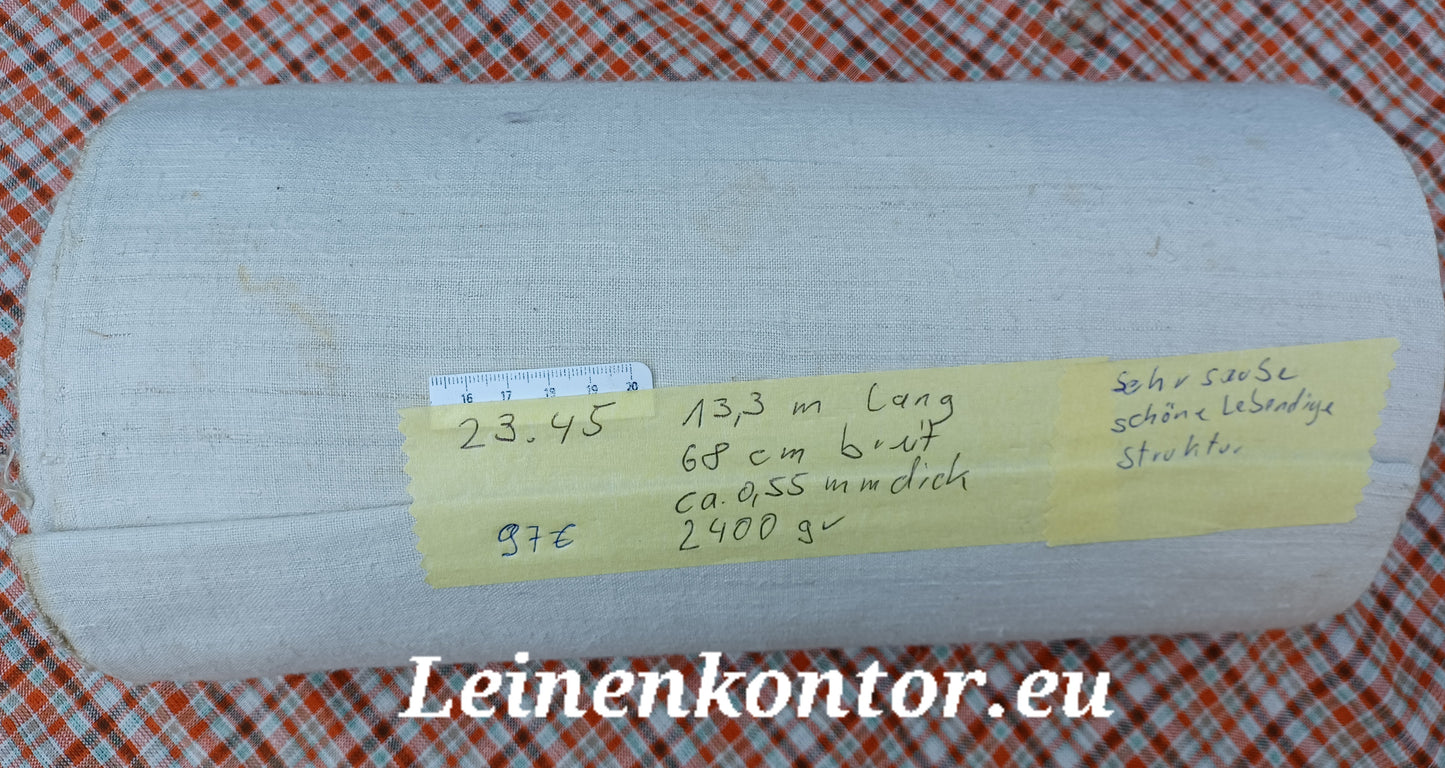 16 17 18 19 20
23.45
97€
13,3 m lang
68 cm breit
ca. 0,55 mm dick
2400 gr
Sehr
schöne Lebendige
Struktur
Leinenkontor.eu